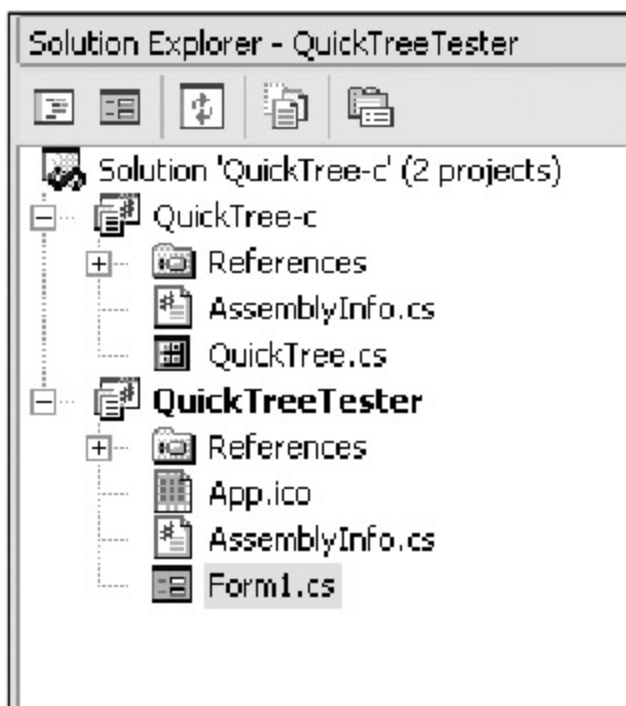 Solution Explorer - QuickTreeTester
Solution 'QuickTree-c' (2 projects)
QuickTree-c
References
AssemblyInfo.cs
QuickTree.cs
QuickTreeTester
References
App.ico
AssemblyInfo.cs
Form1.cs